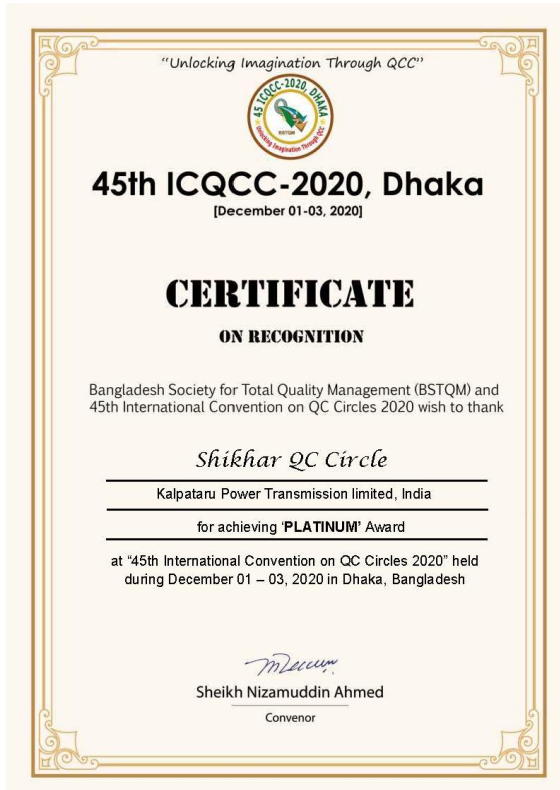 “Unlocking Imagination Through QCC”
45 ICQCC-2020, DHAKA
BSTQM
Unlocking Imagination Through QCC
45th ICQCC-2020, Dhaka
[December 01-03, 2020]
CERTIFICATE
ON RECOGNITION
Bangladesh Society for Total Quality Management (BSTQM) and
45th International Convention on QC Circles 2020 wish to thank
Shikhar QC Circle
Kalpataru Power Transmission limited, India
for achieving ‘PLATINUM’ Award
at “45th International Convention on QC Circles 2020” held
during December 01 – 03, 2020 in Dhaka, Bangladesh
Sheikh Nizamuddin Ahmed
Convenor